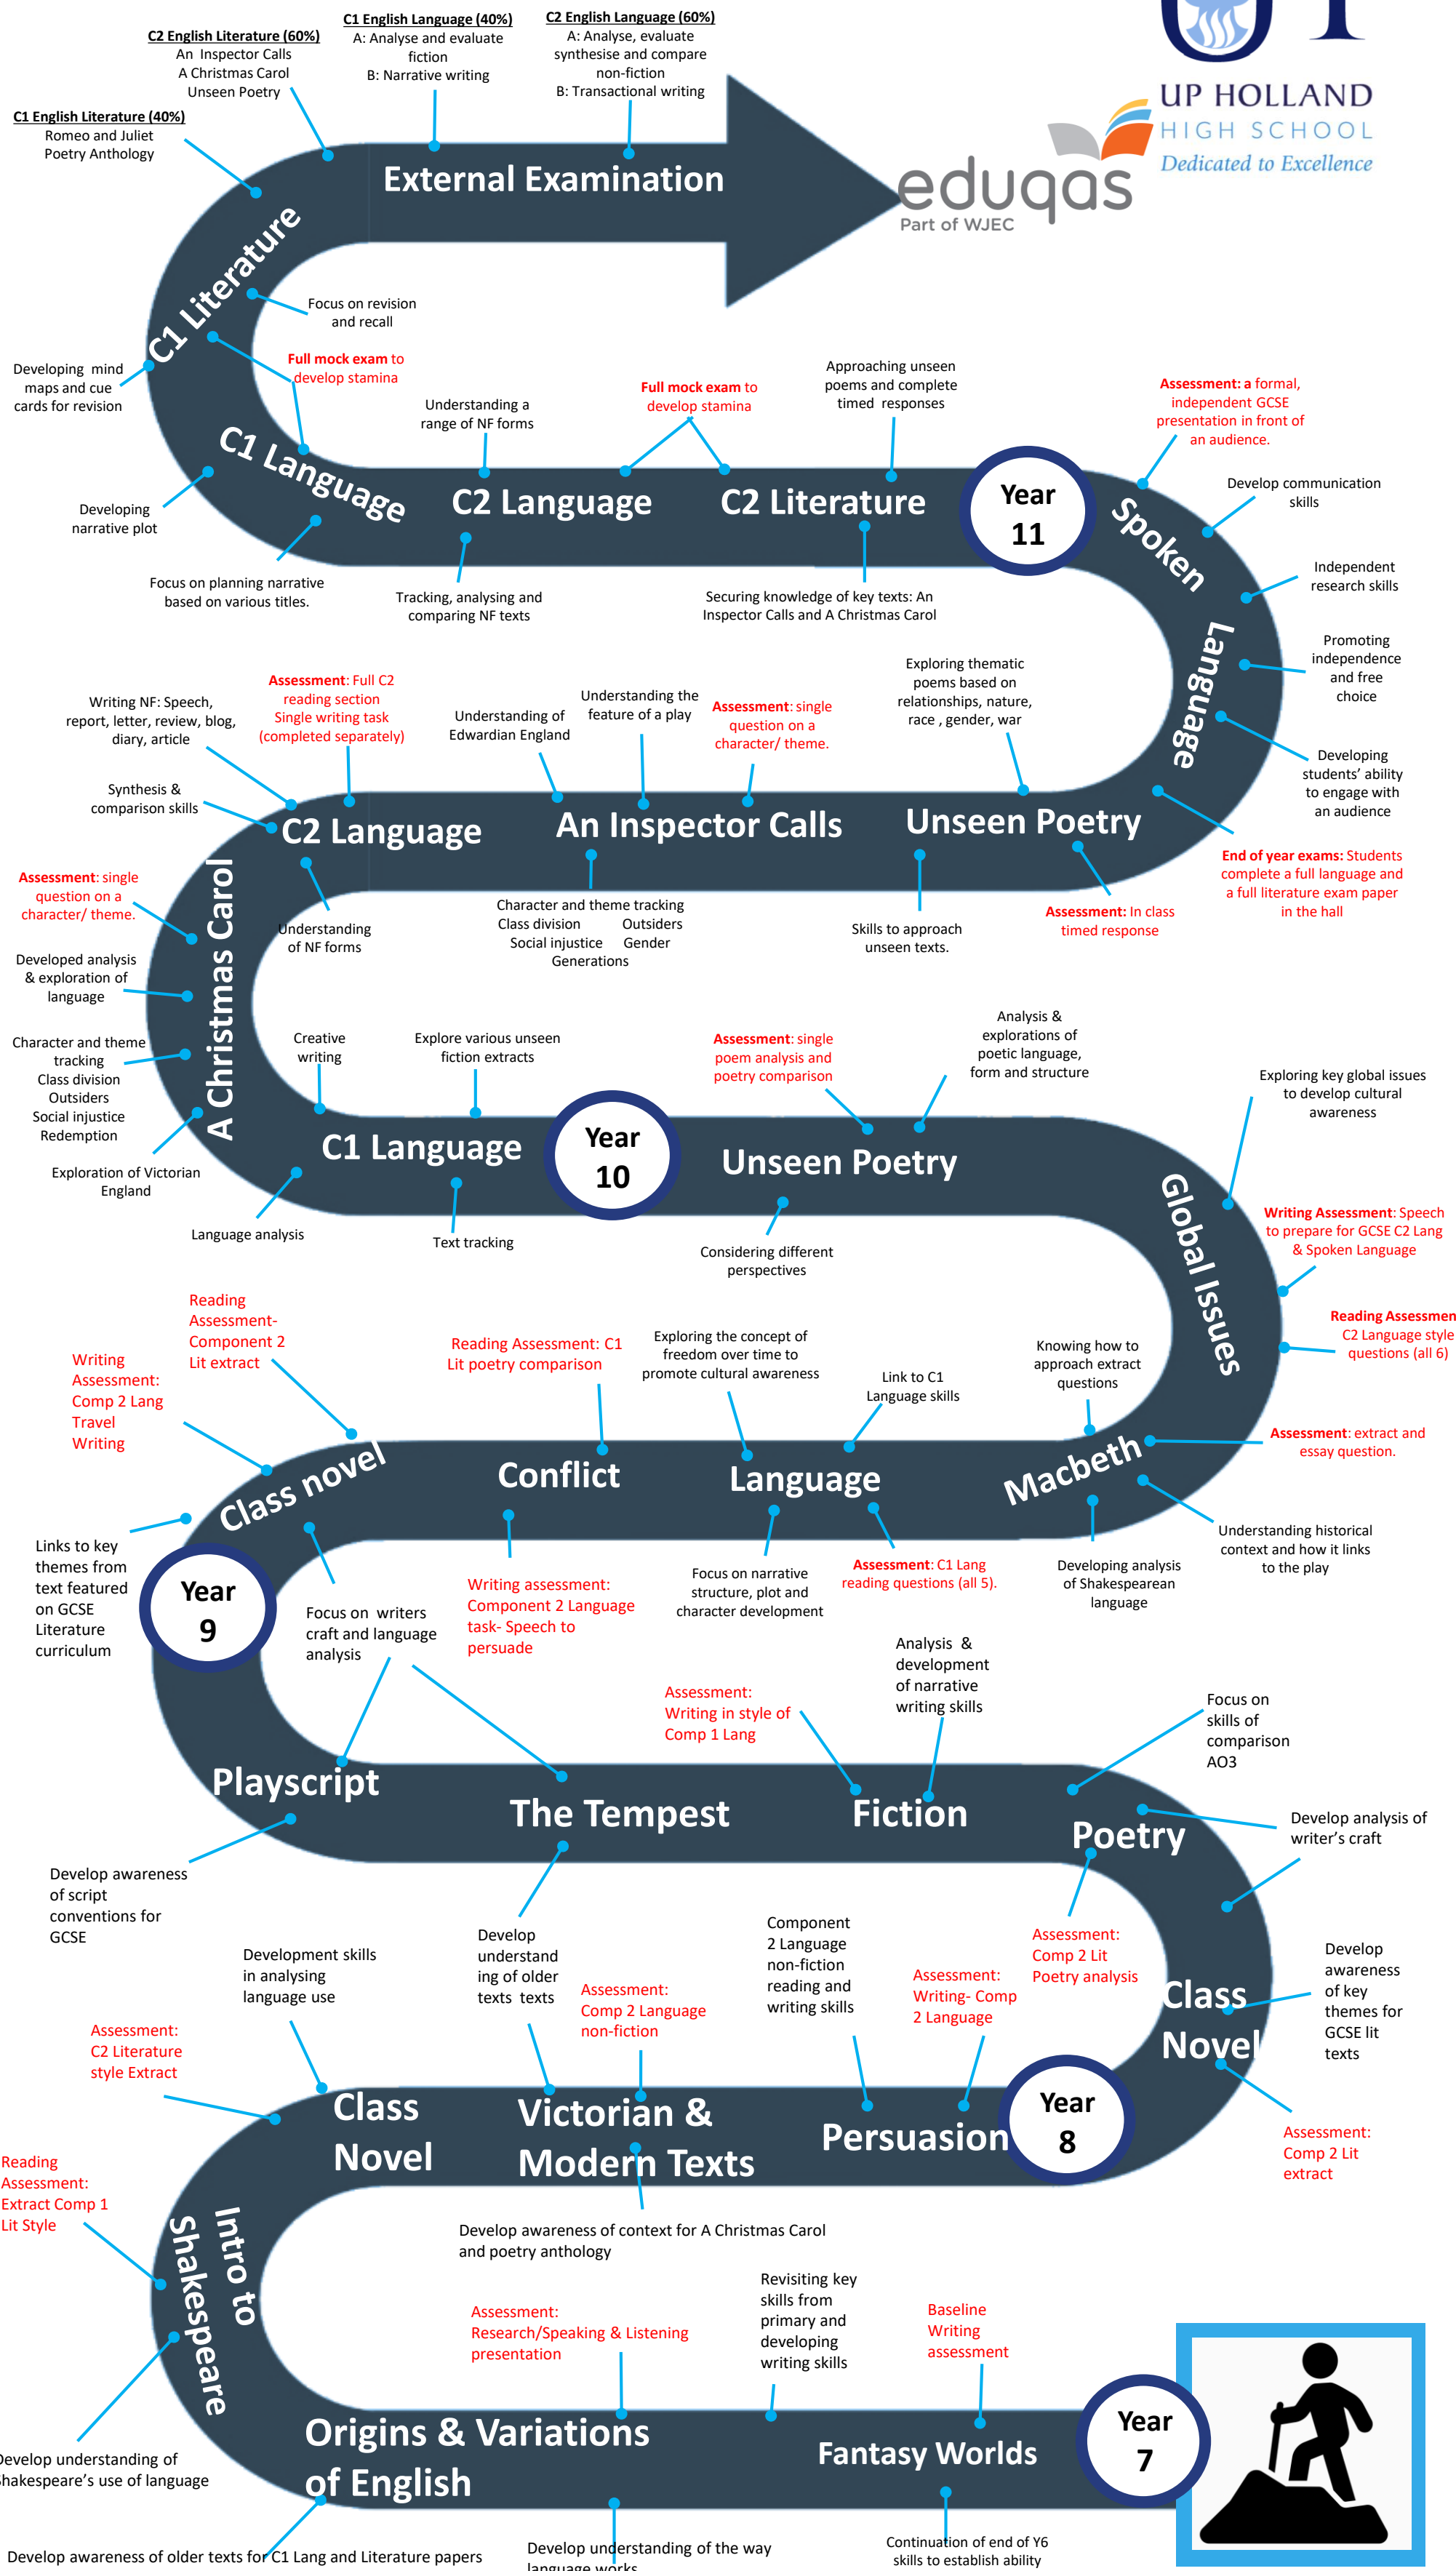 C1 English Language (40%)
A: Analyse and evaluate
fiction
B: Narrative writing
C2 English Language (60%)
A: Analyse, evaluate
synthesise and compare
non-fiction
B: Transactional writing
C2 English Literature (60%)
An Inspector Calls
A Christmas Carol
Unseen Poetry
C1 English Literature (40%)
Romeo and Juliet
Poetry Anthology
UP HOLLAND
HIGH SCHOOL
Dedicated to Excellence
eduqas
Part of WJEC
External Examination
C1 Literature
Focus on revision
and recall
Full mock exam to
develop stamina
Developing mind
maps and cue
cards for revision
C1 Language
Developing
narrative plot
Focus on planning narrative
based on various titles.
Understanding a
range of NF forms
C2 Language
Tracking, analysing and
comparing NF texts
Full mock exam to
develop stamina
Approaching unseen
poems and complete
timed responses
C2 Literature
Securing knowledge of key texts: An
Inspector Calls and A Christmas Carol
Year
11
Assessment: a formal,
independent GCSE
presentation in front of
an audience.
Develop communication
skills
Spoken
Language
Independent
research skills
Promoting
independence
and free
choice
Developing
students' ability
to engage with
an audience
End of year exams: Students
complete a full language and
a full literature exam paper
in the hall
Exploring thematic
poems based on
relationships, nature,
race , gender, war
Unseen Poetry
Assessment: In class
timed response
Skills to approach
unseen texts.
Assessment: single
question on a
character/ theme.
Understanding the
feature of a play
Understanding of
Edwardian England
An Inspector Calls
Character and theme tracking
Class division Outsiders
Social injustice Gender
Generations
Assessment: Full C2
reading section
Single writing task
(completed separately)
Writing NF: Speech,
report, letter, review, blog,
diary, article
Synthesis &
comparison skills
C2 Language
Understanding
of NF forms
A Christmas Carol
Assessment: single
question on a
character/ theme.
Developed analysis
& exploration of
language
Character and theme
tracking
Class division
Outsiders
Social injustice
Redemption
Exploration of Victorian
England
Creative
writing
Explore various unseen
fiction extracts
C1 Language
Language analysis
Text tracking
Year
10
Assessment: single
poem analysis and
poetry comparison
Analysis &
explorations of
poetic language,
form and structure
Unseen Poetry
Considering different
perspectives
Exploring key global issues
to develop cultural
awareness
Global Issues
Writing Assessment: Speech
to prepare for GCSE C2 Lang
& Spoken Language
Reading Assessmen
C2 Language style
questions (all 6)
Knowing how to
approach extract
questions
Macbeth
Assessment: extract and
essay question.
Understanding historical
context and how it links
to the play
Developing analysis
of Shakespearean
language
Exploring the concept of
freedom over time to
promote cultural awareness
Link to C1
Language skills
Language
Focus on narrative
structure, plot and
character development
Assessment: C1 Lang
reading questions (all 5).
Reading Assessment: C1
Lit poetry comparison
Conflict
Writing assessment:
Component 2 Language
task- Speech to
persuade
Reading
Assessment-
Component 2
Lit extract
Writing
Assessment:
Comp 2 Lang
Travel
Writing
Class novel
Links to key
themes from
text featured
on GCSE
Literature
curriculum
Year
9
Focus on writers
craft and language
analysis
Playscript
Develop awareness
of script
conventions for
GCSE
The Tempest
Develop
understand
ing of older
texts texts
Assessment:
Writing in style of
Comp 1 Lang
Analysis &
development
of narrative
writing skills
Fiction
Focus on
skills of
comparison
AO3
Poetry
Develop analysis of
writer's craft
Assessment:
Comp 2 Lit
Poetry analysis
Class
Novel
Develop
awareness
of key
themes for
GCSE lit
texts
Assessment:
Comp 2 Lit
extract
Year
8
Component
2 Language
non-fiction
reading and
writing skills
Assessment:
Writing- Comp
2 Language
Persuasion
Assessment:
Comp 2 Language
non-fiction
Victorian &
Modern Texts
Develop awareness of context for A Christmas Carol
and poetry anthology
Development skills
in analysing
language use
Assessment:
C2 Literature
style Extract
Class
Novel
Reading
Assessment:
Extract Comp 1
Lit Style
Intro to
Shakespeare
Develop understanding of
Shakespeare's use of language
Assessment:
Research/Speaking & Listening
presentation
Revisiting key
skills from
primary and
developing
writing skills
Baseline
Writing
assessment
Origins & Variations
of English
Fantasy Worlds
Year
7
Develop awareness of older texts for C1 Lang and Literature papers
Develop understanding of the way
language works
Continuation of end of Y6
skills to establish ability